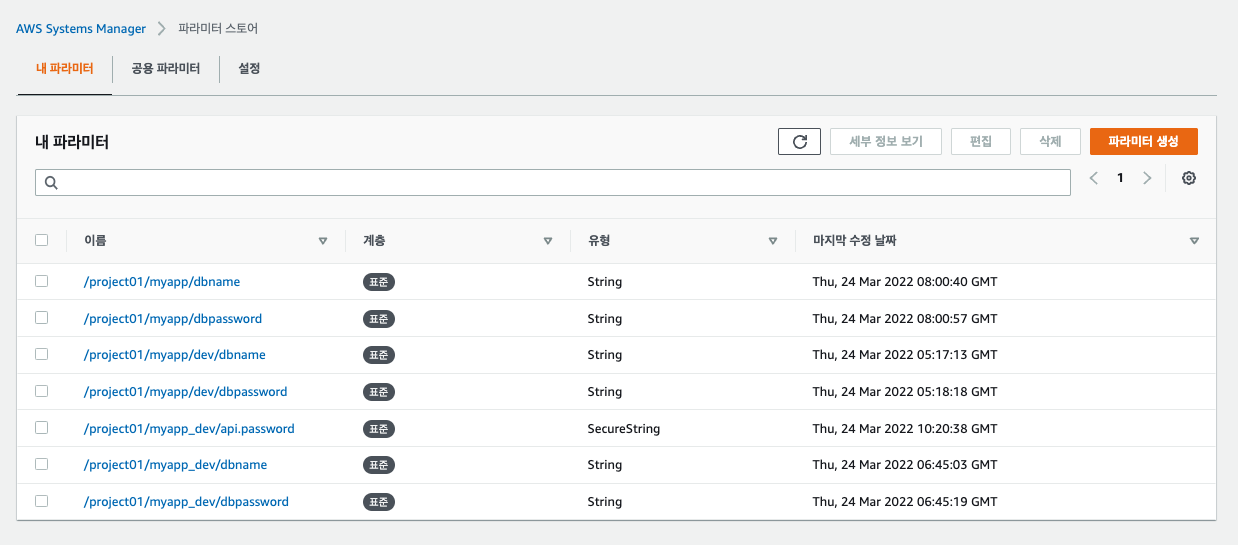 AWS Systems Manager > 파라미터 스토어
내 파라미터 공용 파라미터 설정
내 파라미터 세부 정보 보기 편집 삭제 파라미터 생성
1
이름 계층 유형 마지막 수정 날짜
/project01/myapp/dbname 표준 String Thu, 24 Mar 2022 08:00:40 GMT
/project01/myapp/dbpassword 표준 String Thu, 24 Mar 2022 08:00:57 GMT
/project01/myapp/dev/dbname 표준 String Thu, 24 Mar 2022 05:17:13 GMT
/project01/myapp/dev/dbpassword 표준 String Thu, 24 Mar 2022 05:18:18 GMT
/project01/myapp_dev/api.password 표준 SecureString Thu, 24 Mar 2022 10:20:38 GMT
/project01/myapp_dev/dbname 표준 String Thu, 24 Mar 2022 06:45:03 GMT
/project01/myapp_dev/dbpassword 표준 String Thu, 24 Mar 2022 06:45:19 GMT